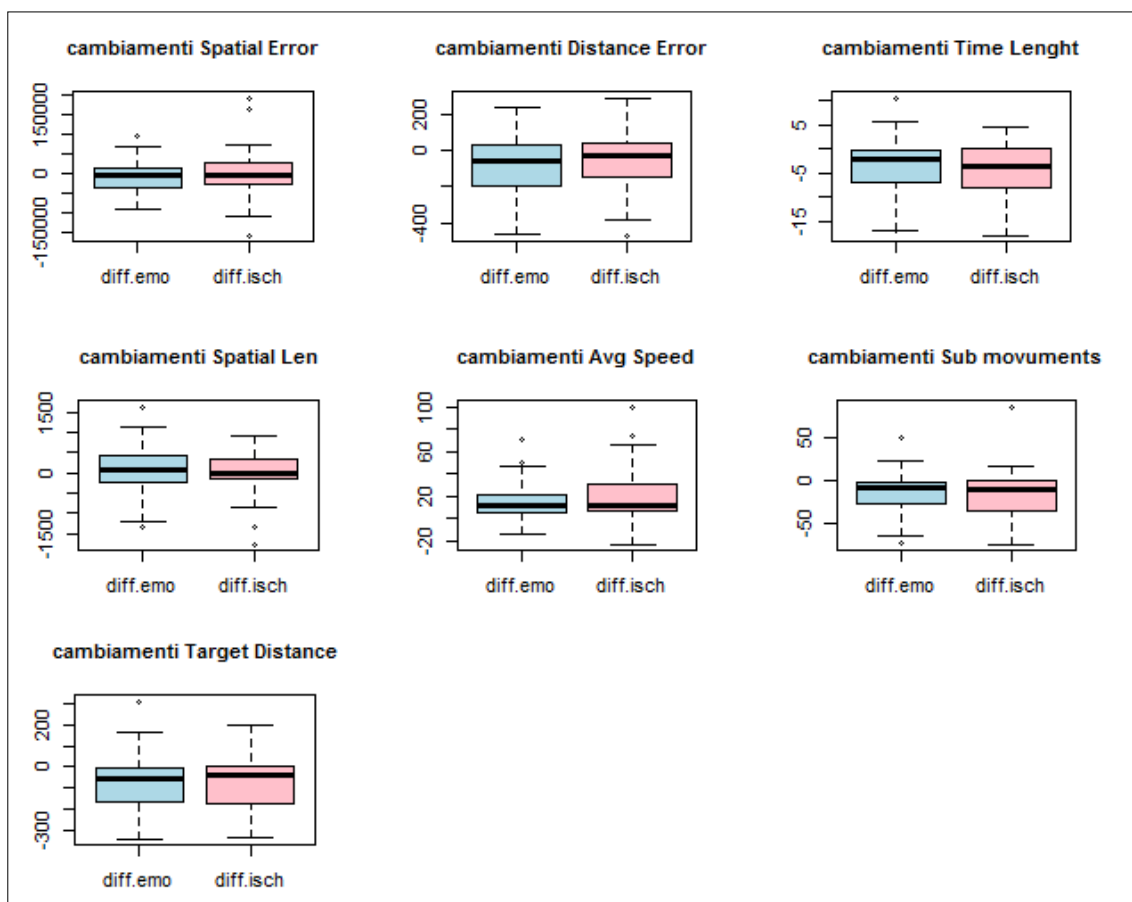 cambiamenti Spatial Error
150000
0
-150000
diff.emo diff.isch
cambiamenti Distance Error
200
0
-400
diff.emo diff.isch
cambiamenti Time Lenght
5
-5
-15
diff.emo diff.isch
cambiamenti Spatial Len
1500
0
-1500
diff.emo diff.isch
cambiamenti Avg Speed
100
60
20
-20
diff.emo diff.isch
cambiamenti Sub movuments
50
0
-50
diff.emo diff.isch
cambiamenti Target Distance
200
0
-300
diff.emo diff.isch